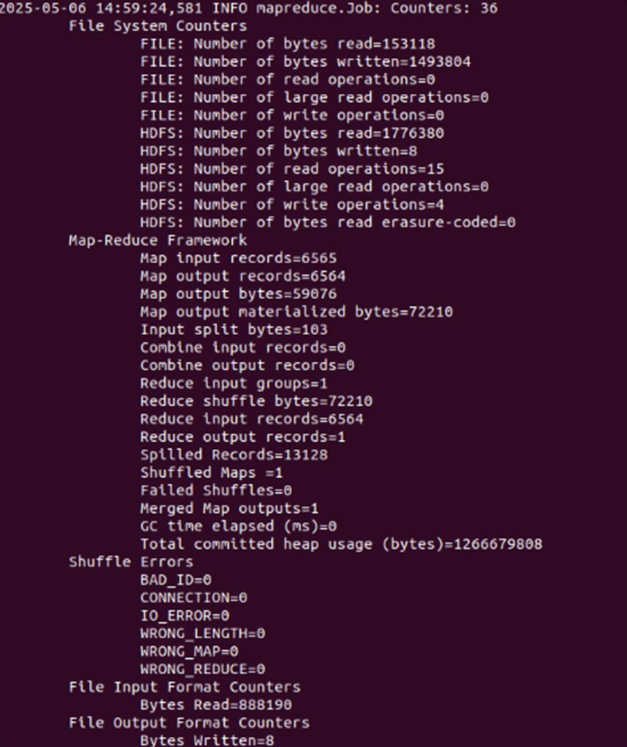 2025-05-06 14:59:24,581 INFO mapreduce.Job: Counters: 36
File System Counters
FILE: Number of bytes read=153118
FILE: Number of bytes written=1493804
FILE: Number of read operations=0
FILE: Number of large read operations=0
FILE: Number of write operations=0
HDFS: Number of bytes read=1776380
HDFS: Number of bytes written=8
HDFS: Number of read operations=15
HDFS: Number of large read operations=0
HDFS: Number of write operations=4
HDFS: Number of bytes read erasure-coded=0
Map-Reduce Framework
Map input records=6565
Map output records=6564
Map output bytes=59076
Map output materialized bytes=72210
Input split bytes=103
Combine input records=0
Combine output records=0
Reduce input groups=1
Reduce shuffle bytes=72210
Reduce input records=6564
Reduce output records=1
Spilled Records=13128
Shuffled Maps =1
Failed Shuffles=0
Merged Map outputs=1
GC time elapsed (ms)=0
Total committed heap usage (bytes)=1266679808
Shuffle Errors
BAD_ID=0
CONNECTION=0
IO_ERROR=0
WRONG_LENGTH=0
WRONG_MAP=0
WRONG_REDUCE=0
File Input Format Counters
Bytes Read=888190
File Output Format Counters
Bytes Written=8